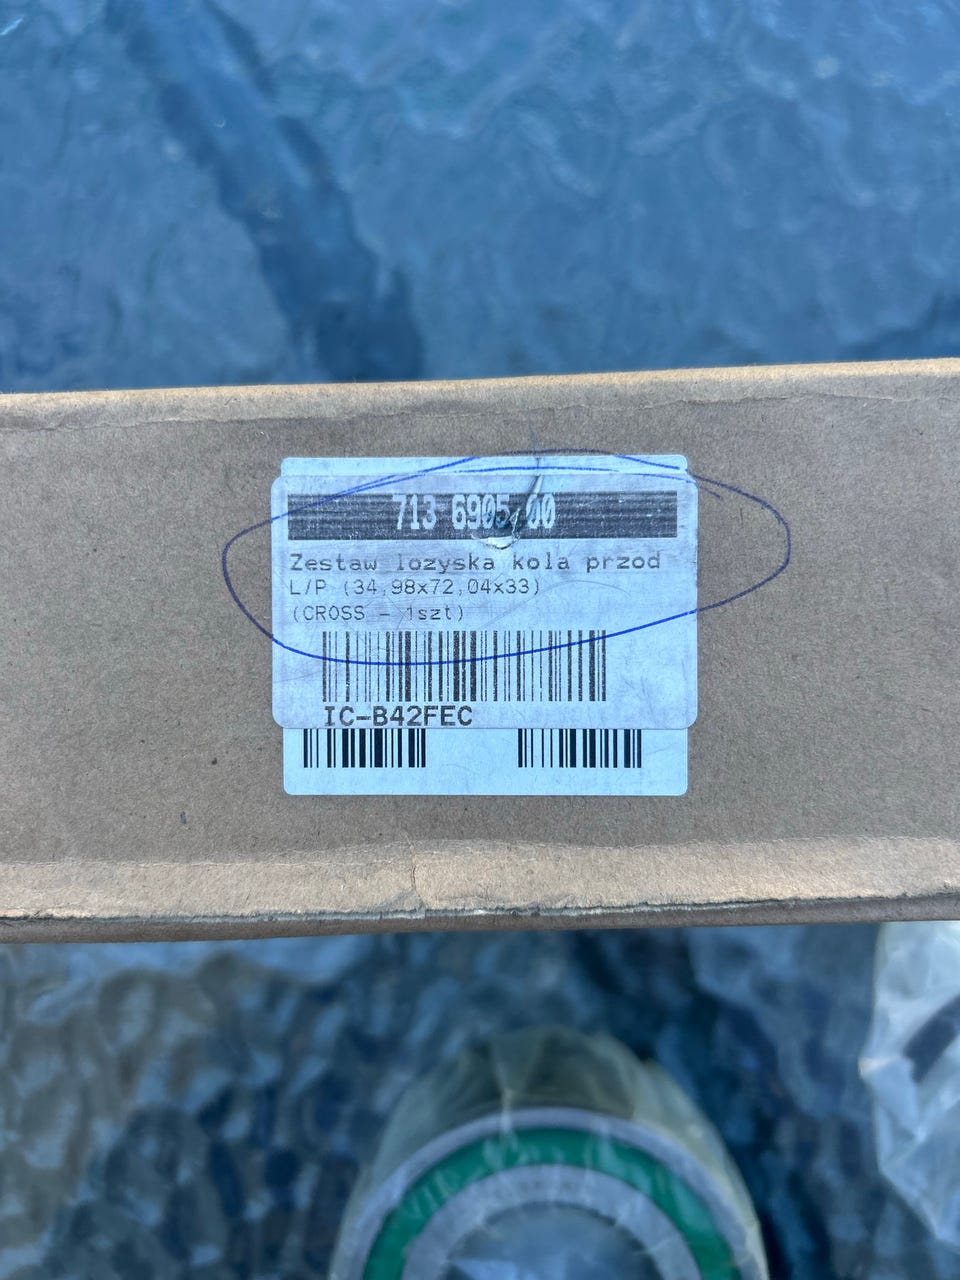 713 6905 00
Zestaw lozyska kola przod
L/P (34,98x72,04x33)
(CROSS - 1szt)
IC-B42FEC